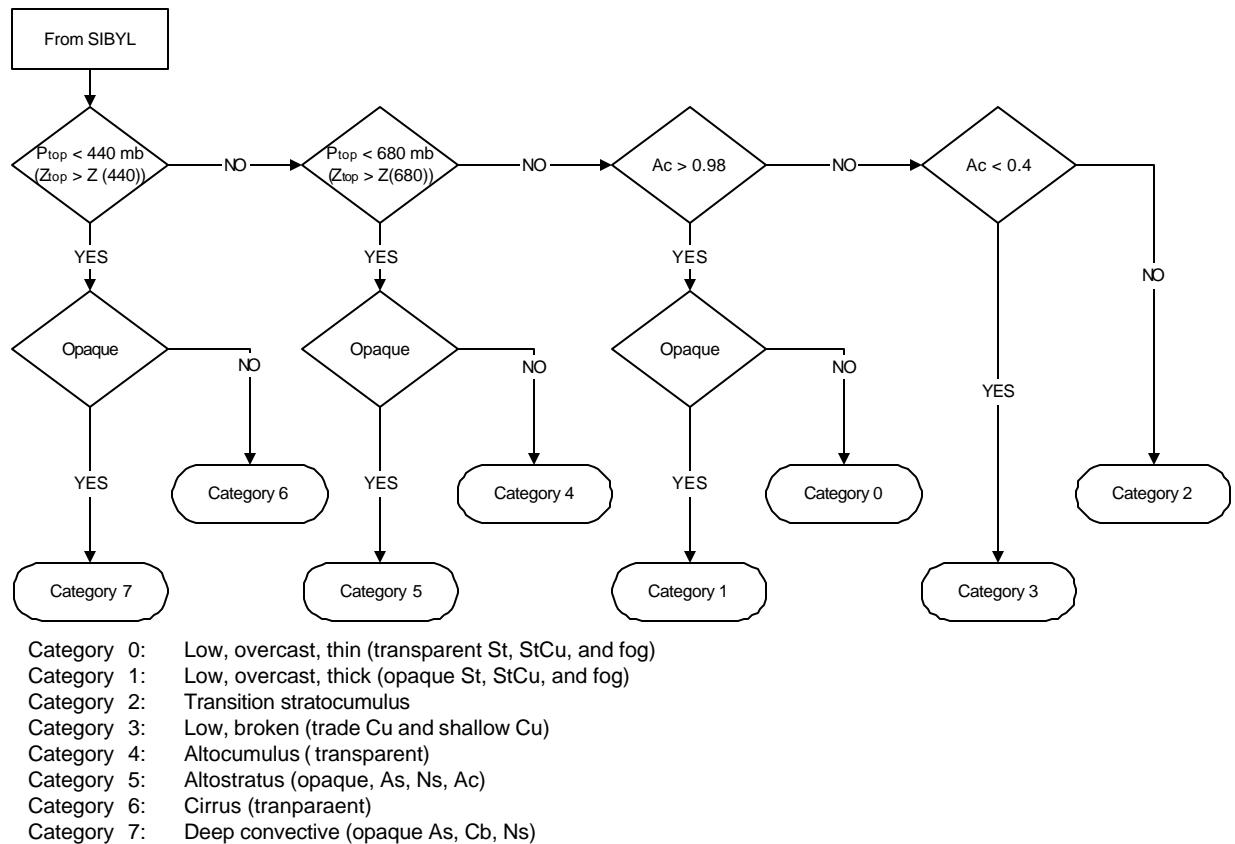 From SIBYL
Ptop < 440 mb
(Ztop > Z (440))
NO
Ptop < 680 mb
(Ztop > Z(680))
NO
Ac > 0.98
NO
Ac < 0.4
YES
YES
YES
NO
Opaque
NO
Opaque
NO
Opaque
NO
YES
YES
YES
YES
Category 6
Category 4
Category 0
Category 2
Category 7
Category 5
Category 1
Category 3
Category 0: Low, overcast, thin (transparent St, StCu, and fog)
Category 1: Low, overcast, thick (opaque St, StCu, and fog)
Category 2: Transition stratocumulus
Category 3: Low, broken (trade Cu and shallow Cu)
Category 4: Altocumulus ( transparent)
Category 5: Altostratus (opaque, As, Ns, Ac)
Category 6: Cirrus (tranparaent)
Category 7: Deep convective (opaque As, Cb, Ns)